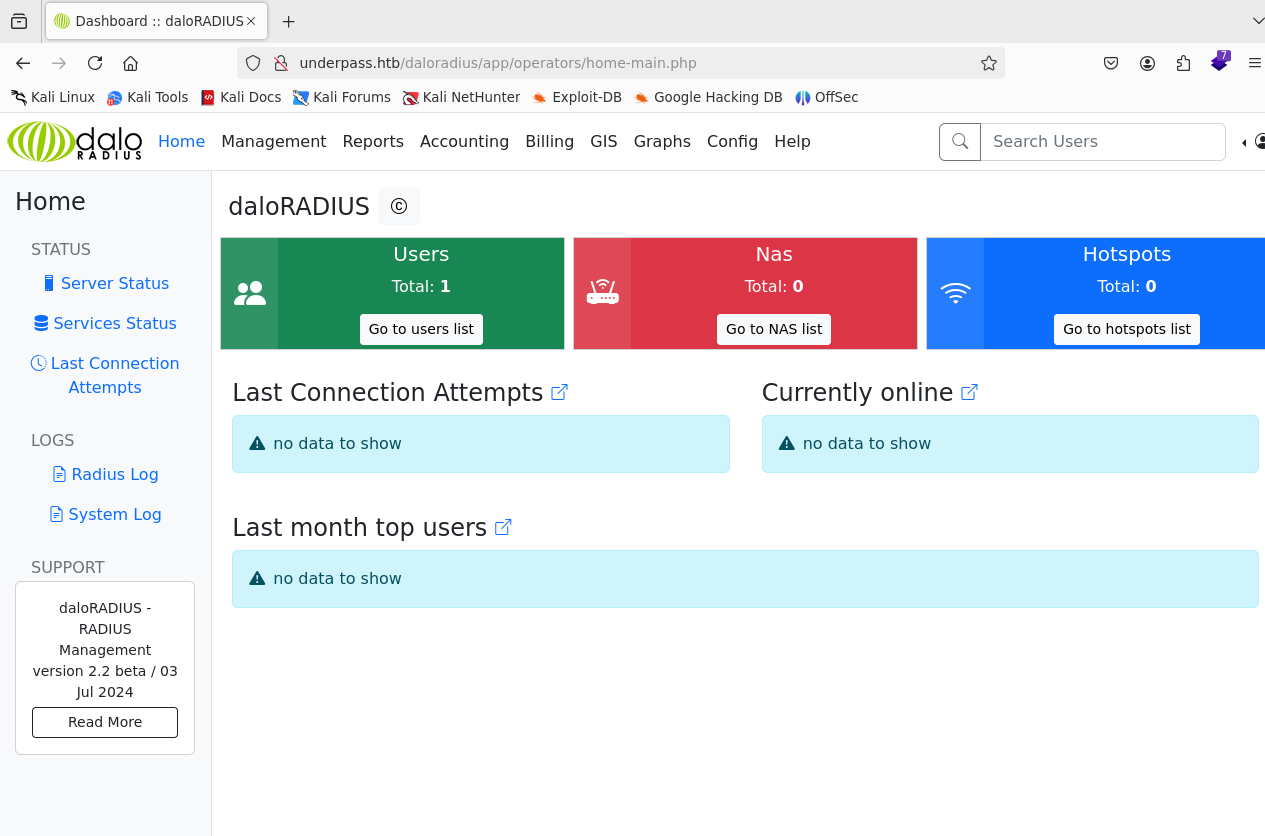 Dashboard :: daloRADIUS
underpass.htb/daloradius/app/operators/home-main.php
7
Kali Linux Kali Tools Kali Docs Kali Forums Kali NetHunter Exploit-DB Google Hacking DB OffSec
dalo RADIUS
Home Management Reports Accounting Billing GIS Graphs Config Help
Search Users
Home
STATUS
Server Status
Services Status
Last Connection
Attempts
LOGS
Radius Log
System Log
SUPPORT
daloRADIUS -
RADIUS
Management
version 2.2 beta / 03
Jul 2024
Read More
daloRADIUS ©
Users
Total: 1
Go to users list
Nas
Total: 0
Go to NAS list
Hotspots
Total: 0
Go to hotspots list
Last Connection Attempts
no data to show
Currently online
no data to show
Last month top users
no data to show